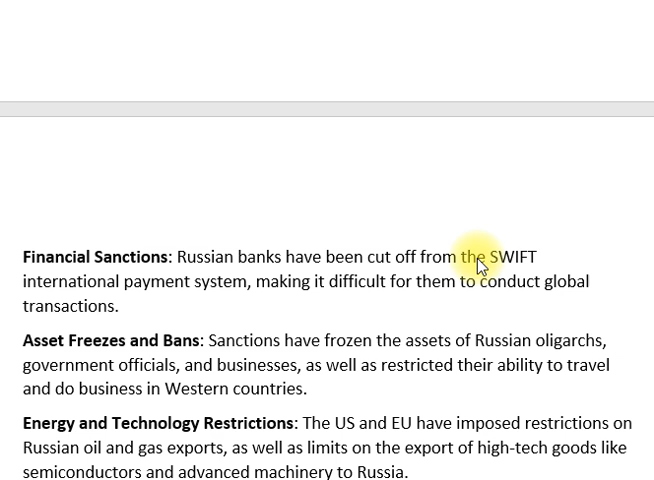 Financial Sanctions: Russian banks have been cut off from the SWIFT
international payment system, making it difficult for them to conduct global
transactions.
Asset Freezes and Bans: Sanctions have frozen the assets of Russian oligarchs,
government officials, and businesses, as well as restricted their ability to travel
and do business in Western countries.
Energy and Technology Restrictions: The US and EU have imposed restrictions on
Russian oil and gas exports, as well as limits on the export of high-tech goods like
semiconductors and advanced machinery to Russia.